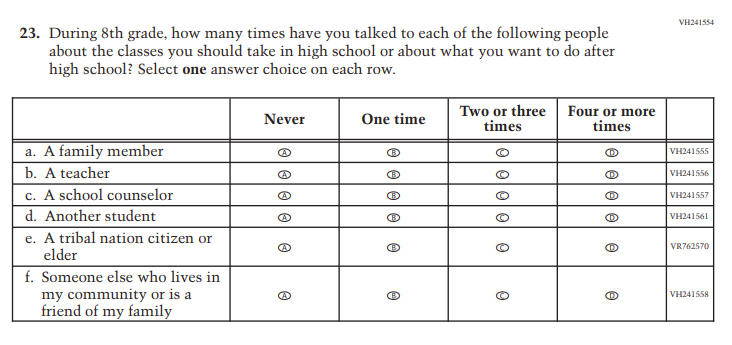 VH241554
23. During 8th grade, how many times have you talked to each of the following people
about the classes you should take in high school or about what you want to do after
high school? Select one answer choice on each row.
Never One time Two or three times Four or more times
a. A family member A B C D VH241555
b. A teacher A B C D VH241556
c. A school counselor A B C D VH241557
d. Another student A B C D VH241561
e. A tribal nation citizen or
elder A B C D VR762570
f. Someone else who lives in
my community or is a
friend of my family A B C D VH241558